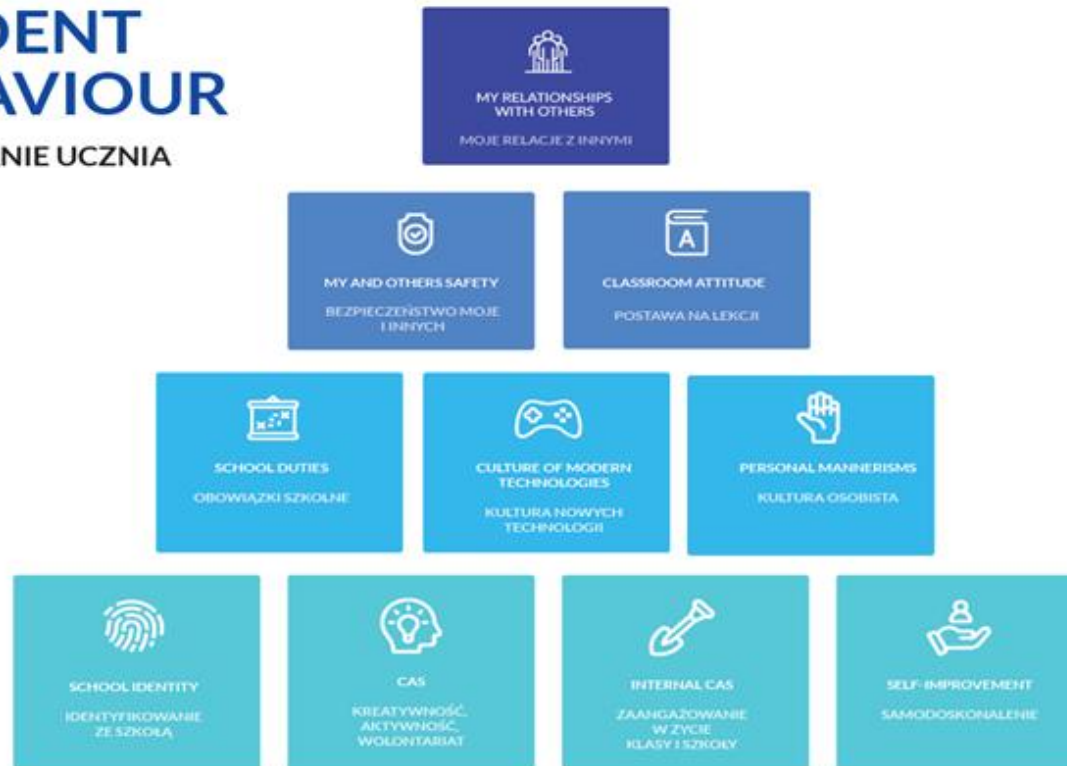 DENT
AVIOUR
NIE UCZNIA
MY RELATIONSHIPS
WITH OTHERS
MOJE RELACJE Z INNYMI
MY AND OTHERS SAFETY
BEZPIECZEŃSTWO MOJE
I INNYCH
CLASSROOM ATTITUDE
POSTAWA NA LEKCJI
A
SCHOOL DUTIES
OBOWIĄZKI SZKOLNE
CULTURE OF MODERN
TECHNOLOGIES
KULTURA NOWYCH
TECHNOLOGII
PERSONAL MANNERISMS
KULTURA OSOBISTA
SCHOOL IDENTITY
IDENTYFIKOWANIE
ZE SZKOŁĄ
CAS
KREATYWNOŚĆ,
AKTYWNOŚĆ,
WOLONTARIAT
INTERNAL CAS
ZAANGAŻOWANIE
W ŻYCIE
KLASY I SZKOŁY
SELF-IMPROVEMENT
SAMODOSKONALENIE